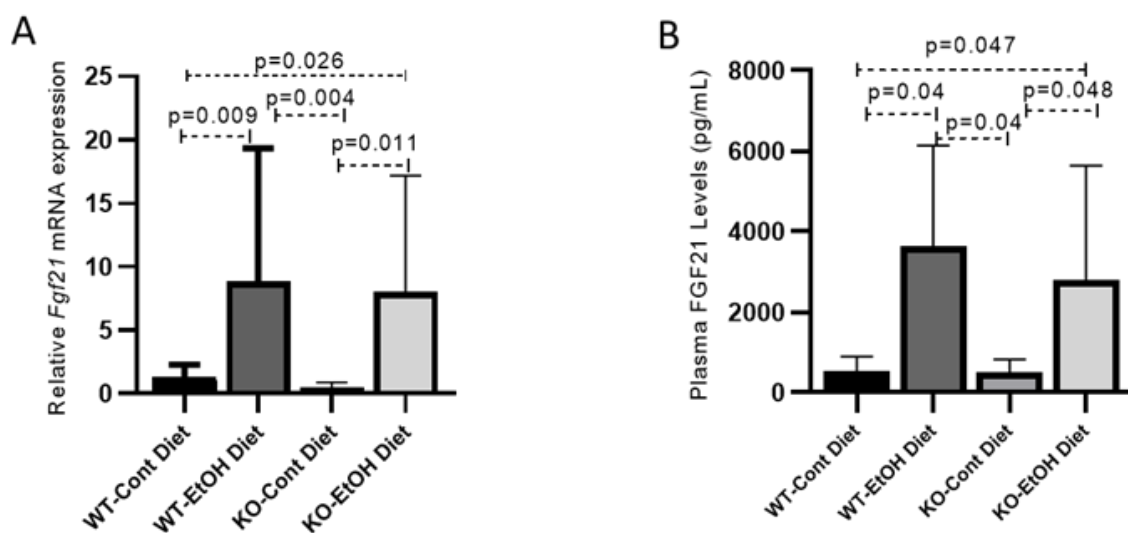 A
Relative Fgf21 mRNA expression
25
20
15
10
5
0
p=0.026
p=0.004
p=0.009
p=0.011
WT-Cont Diet
WT-EtOH Diet
KO-Cont Diet
KO-EtOH Diet
B
Plasma FGF21 Levels (pg/mL)
8000
6000
4000
2000
0
p=0.047
p=0.04
p=0.048
p=0.04
WT-Cont Diet
WT-EtOH Diet
KO-Cont Diet
KO-EtOH Diet